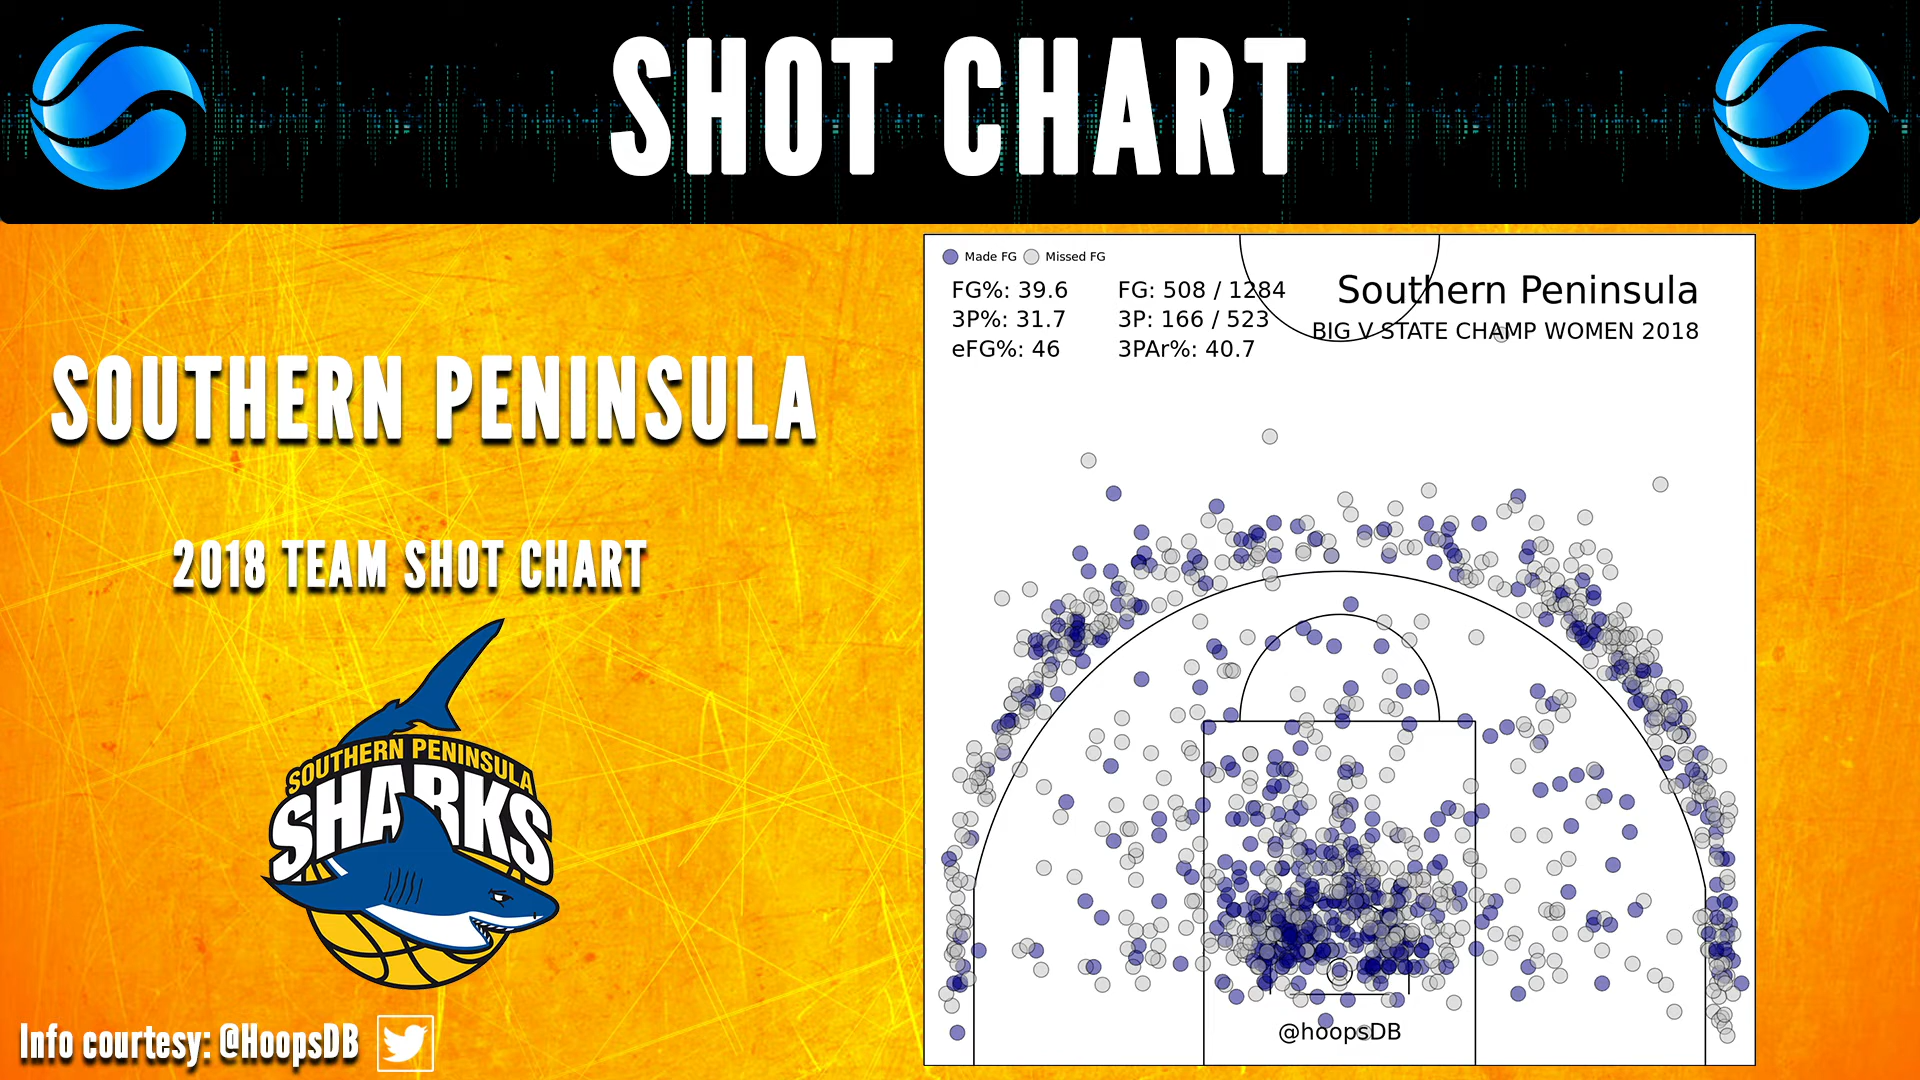 SHOT CHART
SOUTHERN PENINSULA
2018 TEAM SHOT CHART
SOUTHERN PENINSULA
SHARKS
Info courtesy: @HoopsDB
Made FG Missed FG
FG%: 39.6 FG: 508 / 1284
3P%: 31.7 3P: 166 / 523
eFG%: 46 3PAr%: 40.7
Southern Peninsula
BIG V STATE CHAMP WOMEN 2018
@hoopsDB